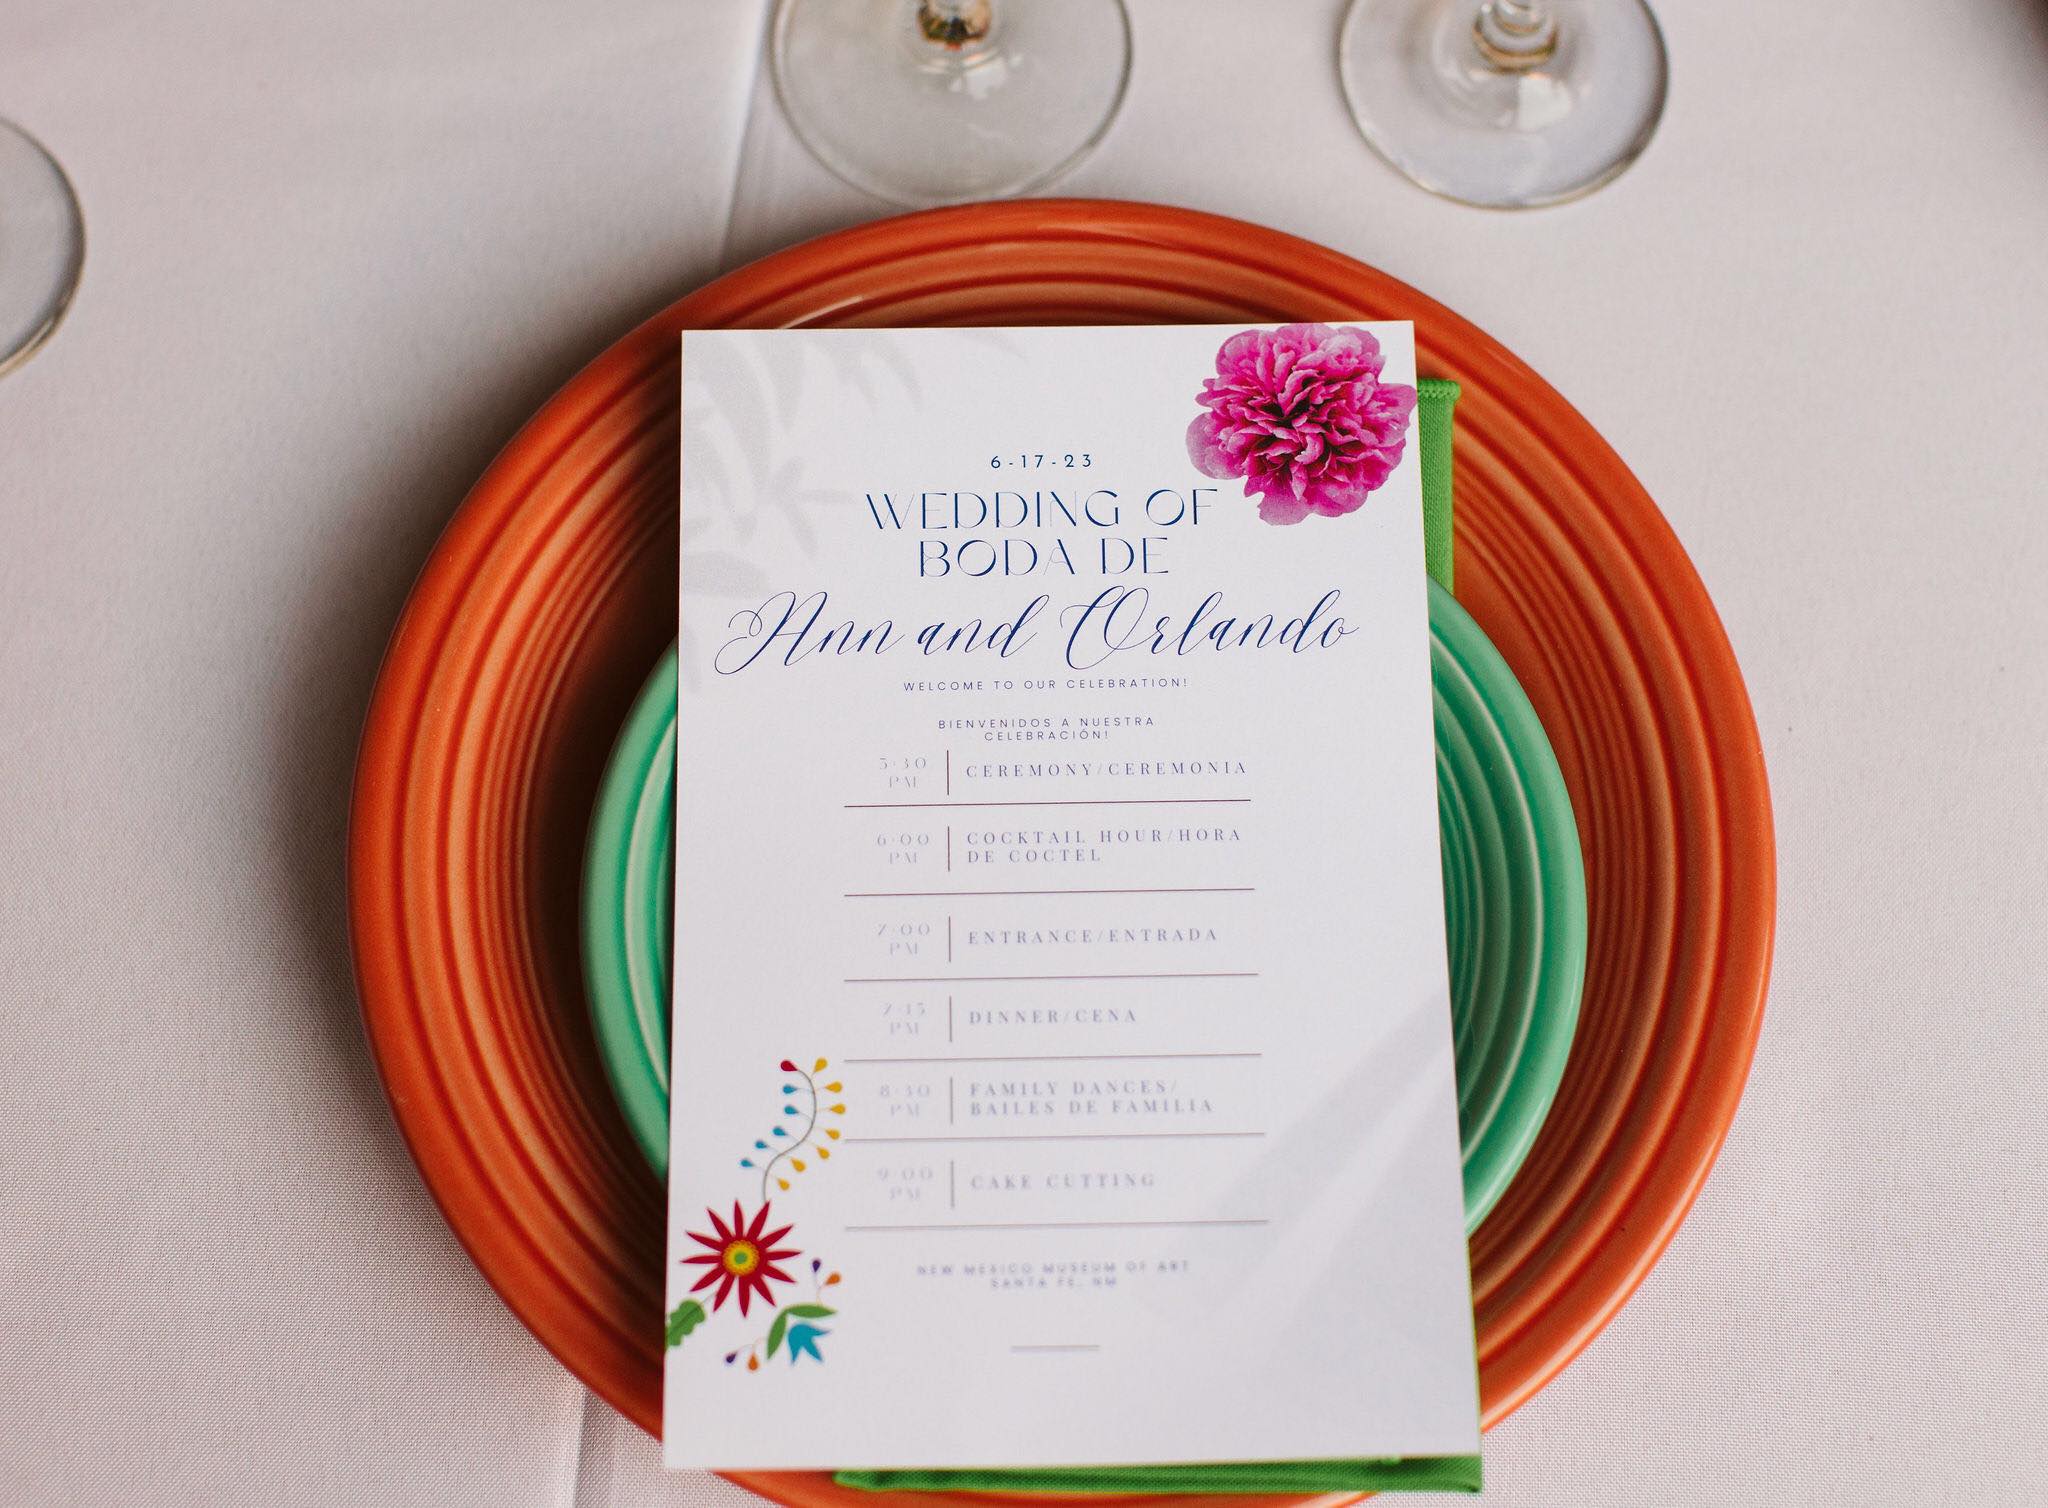 6-17-23
WEDDING OF
BODA DE
Ann and Orlando
WELCOME TO OUR CELEBRATION!
BIENVENIDOS A NUESTRA
CELEBRACIÓN!
5:30
PM
CEREMONY/CEREMONIA
6:00
PM
COCKTAIL HOUR/HORA
DE COCTEL
7:00
PM
ENTRANCE/ENTRADA
7:15
PM
DINNER/CENA
8:30
PM
FAMILY DANCES/
BAILES DE FAMILIA
9:00
PM
CAKE CUTTING
NEW MEXICO MUSEUM OF ART
SANTA FE, NM